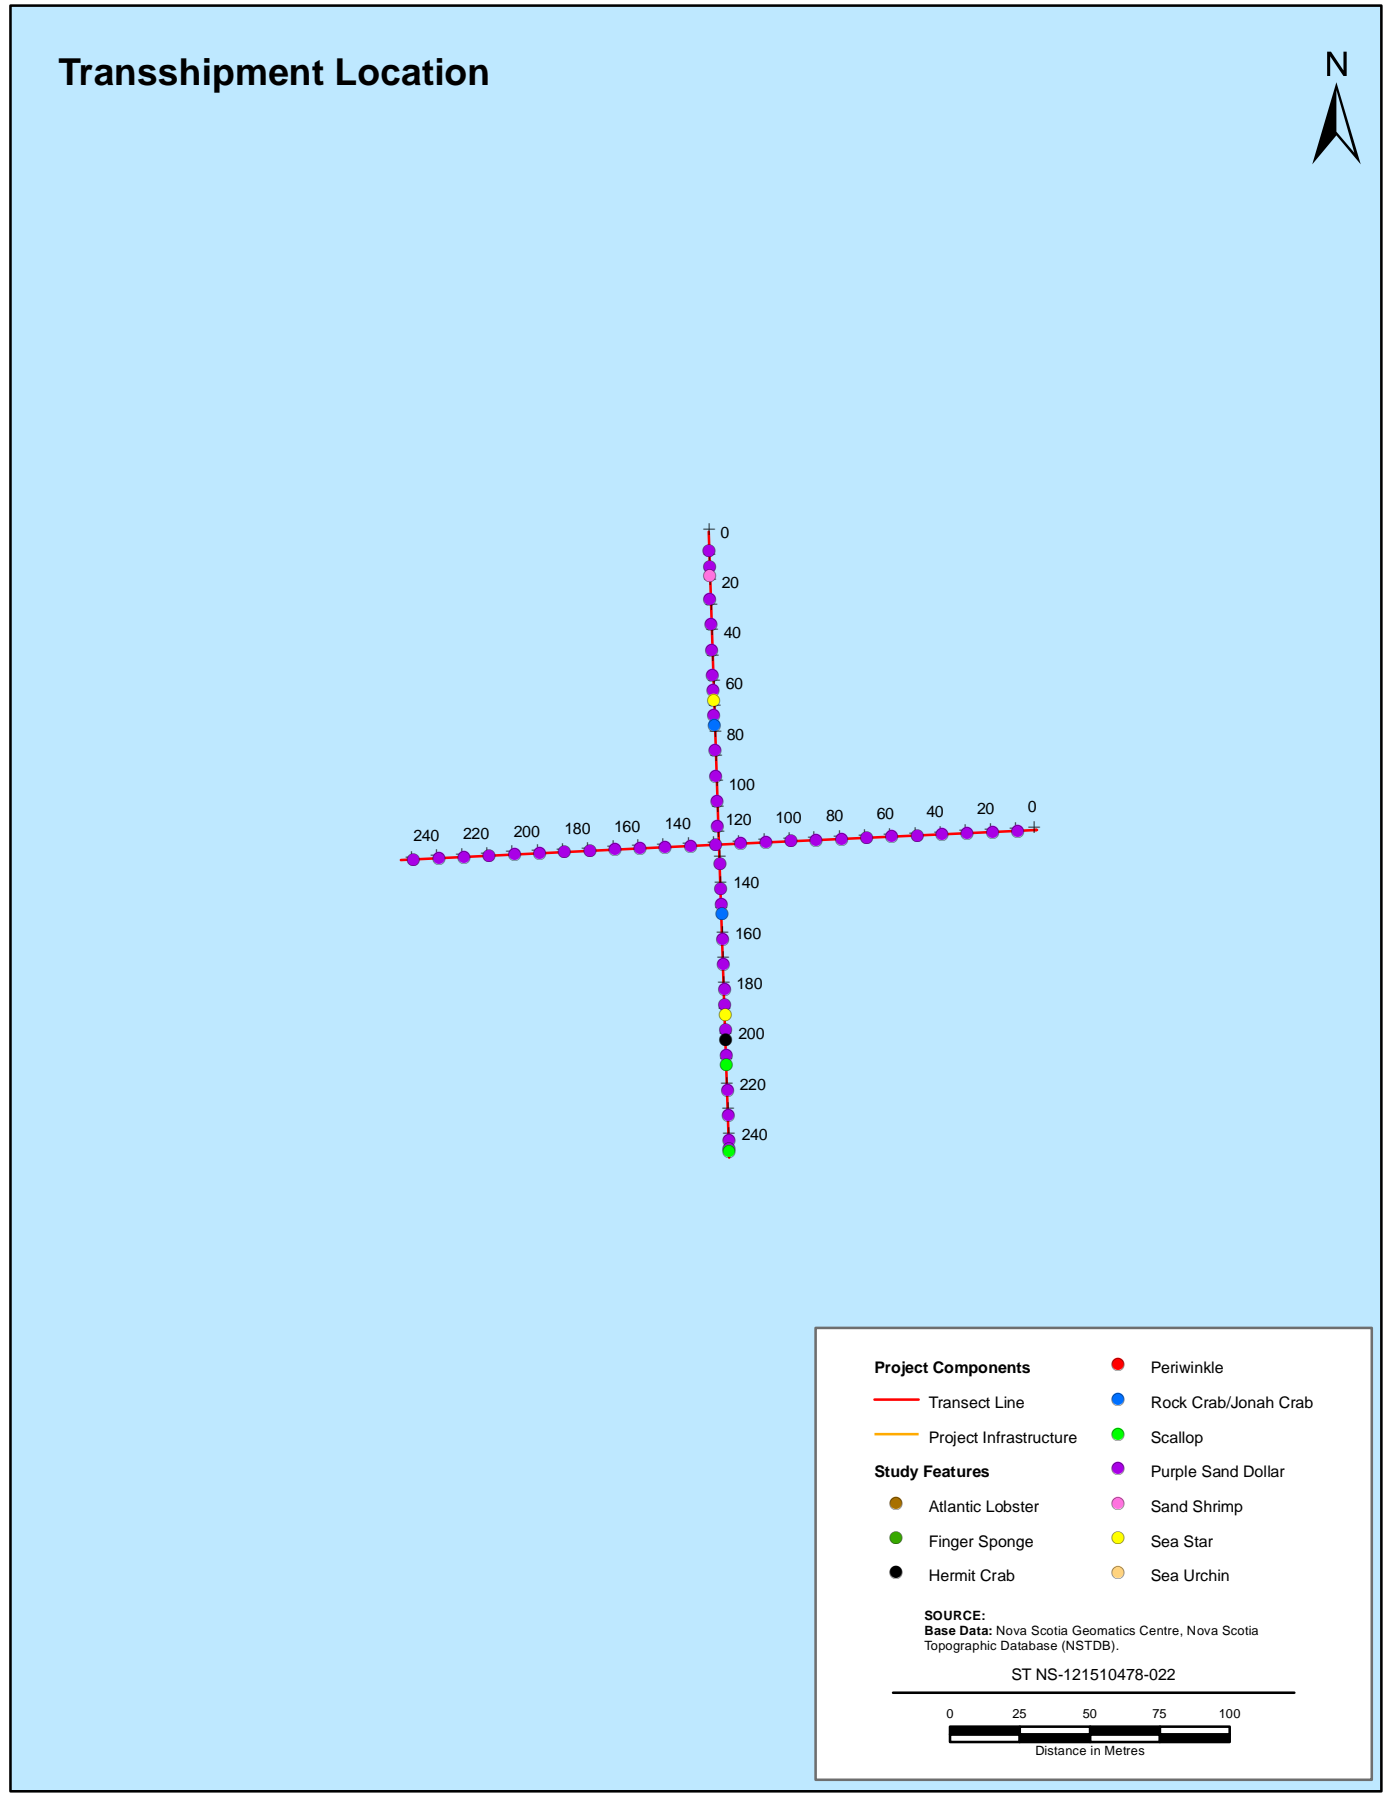 Transshipment Location
N
0
20
40
60
80
100
120
0
20
40
60
80
100
140
160
180
200
220
240
140
160
180
200
220
240
Project Components
Transect Line
Project Infrastructure
Study Features
Atlantic Lobster
Finger Sponge
Hermit Crab
Periwinkle
Rock Crab/Jonah Crab
Scallop
Purple Sand Dollar
Sand Shrimp
Sea Star
Sea Urchin
SOURCE:
Base Data: Nova Scotia Geomatics Centre, Nova Scotia
Topographic Database (NSTDB).
ST NS-121510478-022
0 25 50 75 100
Distance in Metres